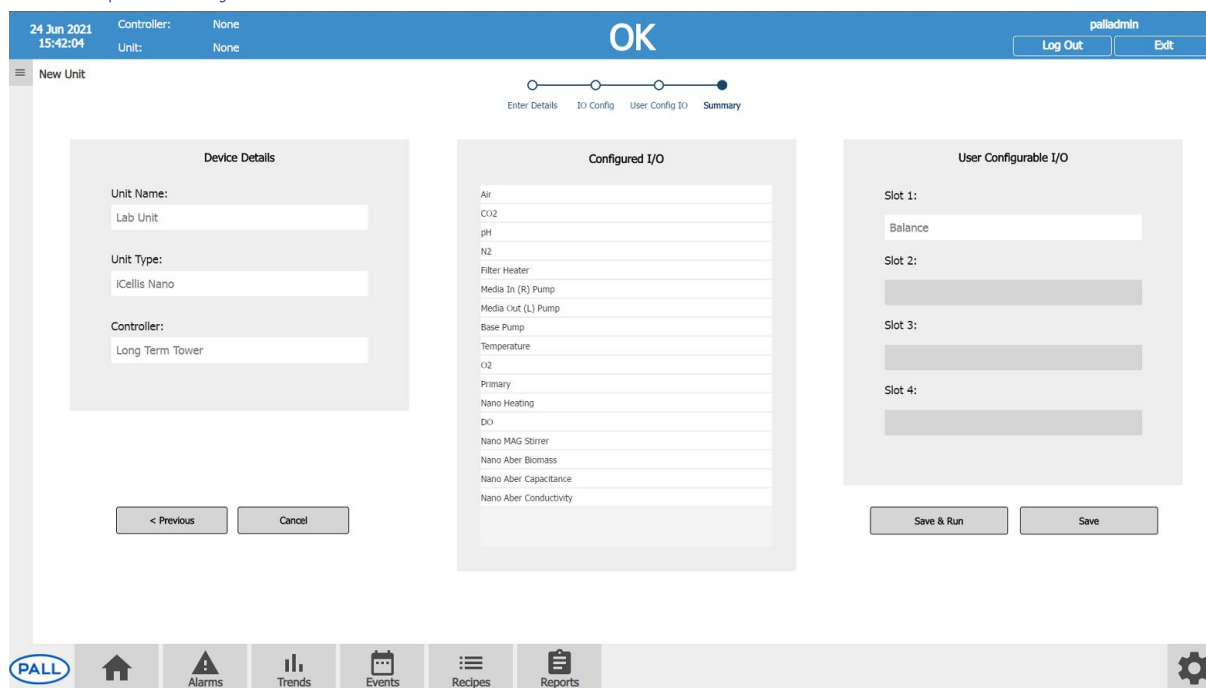 24 Jun 2021
15:42:04
Controller: None
Unit: None
OK
palladmin
Log Out
Exit
New Unit
Enter Details
IO Config
User Config IO
Summary
Device Details
Unit Name:
Lab Unit
Unit Type:
iCellis Nano
Controller:
Long Term Tower
< Previous
Cancel
Configured I/O
Air
CO2
pH
N2
Filter Heater
Media In (R) Pump
Media Out (L) Pump
Base Pump
Temperature
O2
Primary
Nano Heating
DO
Nano MAG Stirrer
Nano Aber Biomass
Nano Aber Capacitance
Nano Aber Conductivity
User Configurable I/O
Slot 1:
Balance
Slot 2:
Slot 3:
Slot 4:
Save & Run
Save
PALL
Alarms
Trends
Events
Recipes
Reports